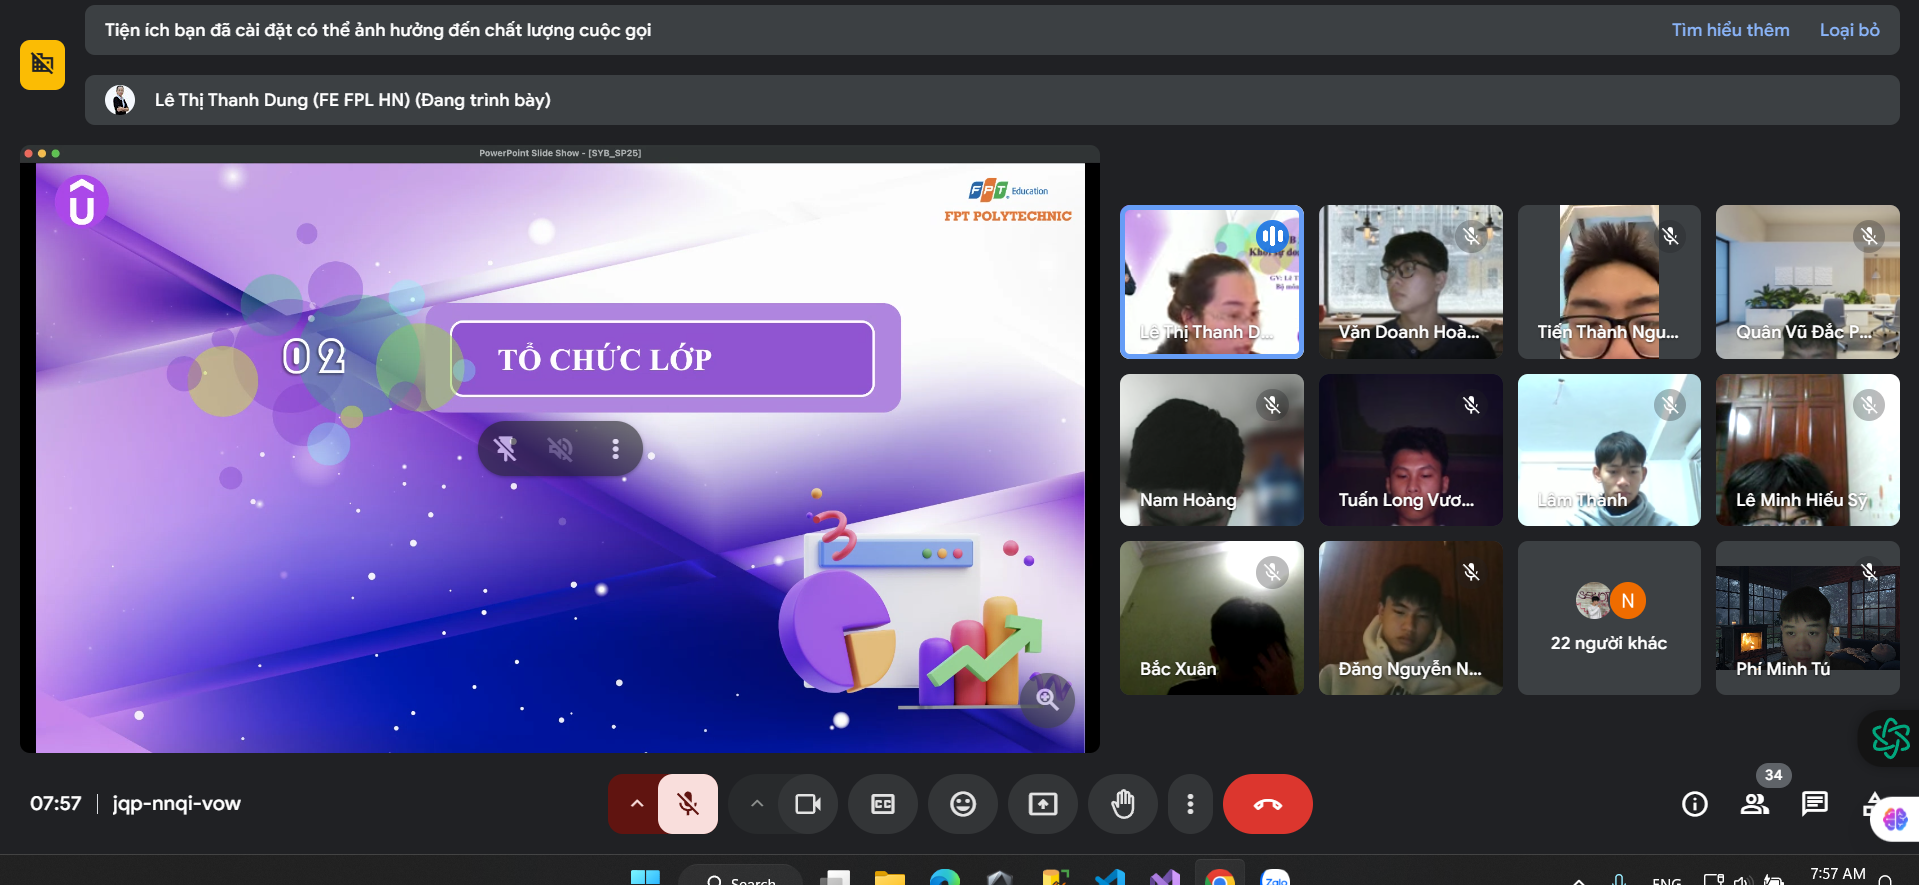 Tiện ích bạn đã cài đặt có thể ảnh hưởng đến chất lượng cuộc gọi
Tìm hiểu thêm
Loại bỏ
Lê Thị Thanh Dung (FE FPL HN) (Đang trình bày)
PowerPoint Slide Show - [SYB_SP25]
FPT Education
FPT POLYTECHNIC
02
TỔ CHỨC LỚP
Lê Thị Thanh D...
Văn Doanh Hoà...
Tiến Thành Ngu...
Quân Vũ Đắc P...
Nam Hoàng
Tuấn Long Vươ...
Lâm Thành
Lê Minh Hiếu Sỹ
Bắc Xuân
Đăng Nguyễn N...
N
22 người khác
Phí Minh Tú
07:57
jqp-nnqi-vow
CC
34
Search
Zalo
ENG
7:57 AM